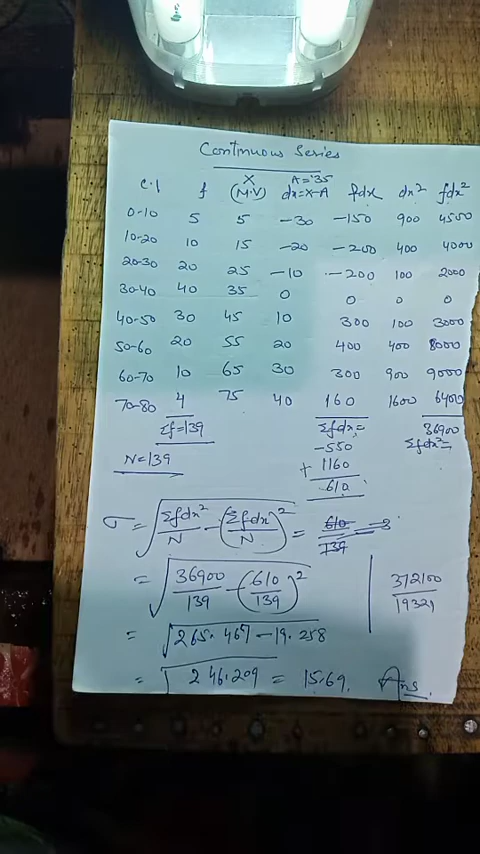 Continuous Series
C.I f X (M.V) A=35 dx=X-A fdx dx² fdx²
0-10 5 5 -30 -150 900 4500
10-20 10 15 -20 -200 400 4000
20-30 20 25 -10 -200 100 2000
30-40 40 35 0 0 0 0
40-50 30 45 10 300 100 3000
50-60 20 55 20 400 400 8000
60-70 10 65 30 300 900 9000
70-80 4 75 40 160 1600 6400
Σf=139 Σfdx= 36900
N=139 -550 Σfdx²=
+ 1160
610
σ = √Σfdx²/N - (Σfdx/N)² = 610/139
= √36900/139 - (610/139)² 372100/19321
= √265.467 - 19.258
= √246.209 = 15.69. Ans.